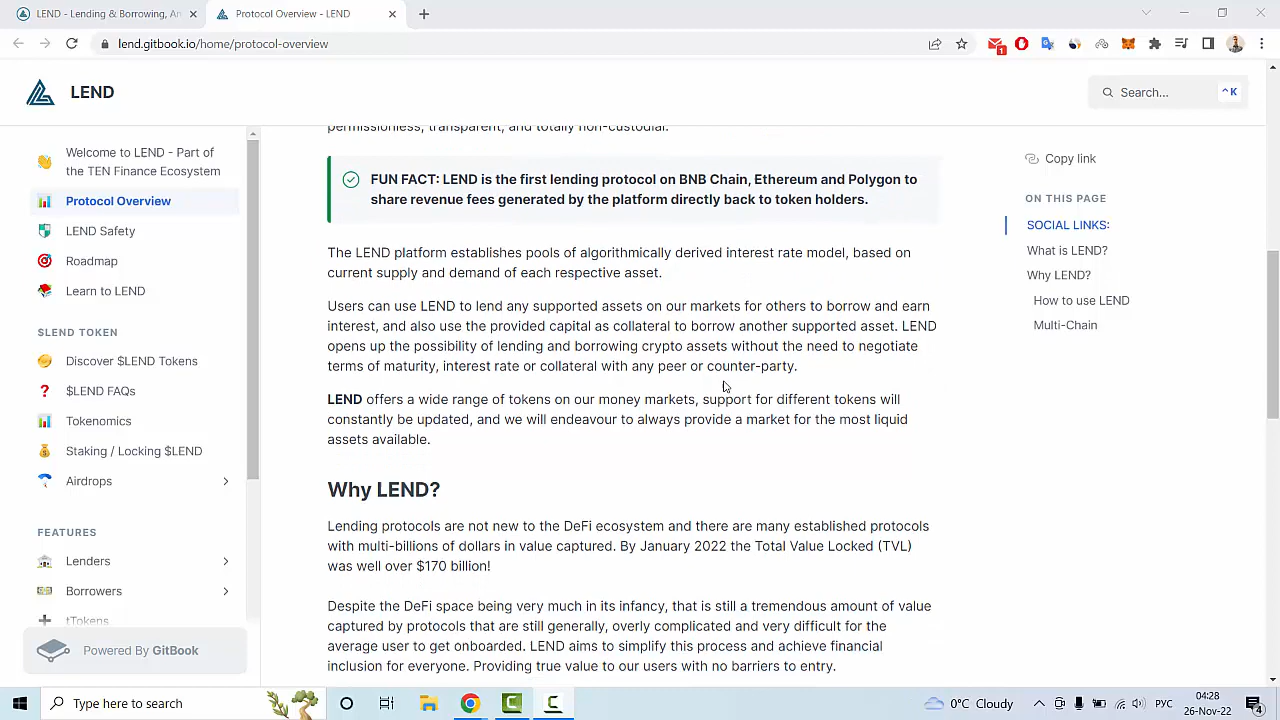 LEND - Lending & Borrowing, An
Protocol Overview - LEND
lend.gitbook.io/home/protocol-overview
1
LEND
Search...
^K
Welcome to LEND - Part of
the TEN Finance Ecosystem
Protocol Overview
LEND Safety
Roadmap
Learn to LEND
$LEND TOKEN
Discover $LEND Tokens
$LEND FAQs
Tokenomics
Staking / Locking $LEND
Airdrops
FEATURES
Lenders
Borrowers
tTokens
Powered By GitBook
permissionless, transparent, and totally non-custodial.
FUN FACT: LEND is the first lending protocol on BNB Chain, Ethereum and Polygon to
share revenue fees generated by the platform directly back to token holders.
The LEND platform establishes pools of algorithmically derived interest rate model, based on
current supply and demand of each respective asset.
Users can use LEND to lend any supported assets on our markets for others to borrow and earn
interest, and also use the provided capital as collateral to borrow another supported asset. LEND
opens up the possibility of lending and borrowing crypto assets without the need to negotiate
terms of maturity, interest rate or collateral with any peer or counter-party.
LEND offers a wide range of tokens on our money markets, support for different tokens will
constantly be updated, and we will endeavour to always provide a market for the most liquid
assets available.
Why LEND?
Lending protocols are not new to the DeFi ecosystem and there are many established protocols
with multi-billions of dollars in value captured. By January 2022 the Total Value Locked (TVL)
was well over $170 billion!
Despite the DeFi space being very much in its infancy, that is still a tremendous amount of value
captured by protocols that are still generally, overly complicated and very difficult for the
average user to get onboarded. LEND aims to simplify this process and achieve financial
inclusion for everyone. Providing true value to our users with no barriers to entry.
Copy link
ON THIS PAGE
SOCIAL LINKS:
What is LEND?
Why LEND?
How to use LEND
Multi-Chain
Type here to search
0°C Cloudy
РУС
04:28
26-Nov-22
4